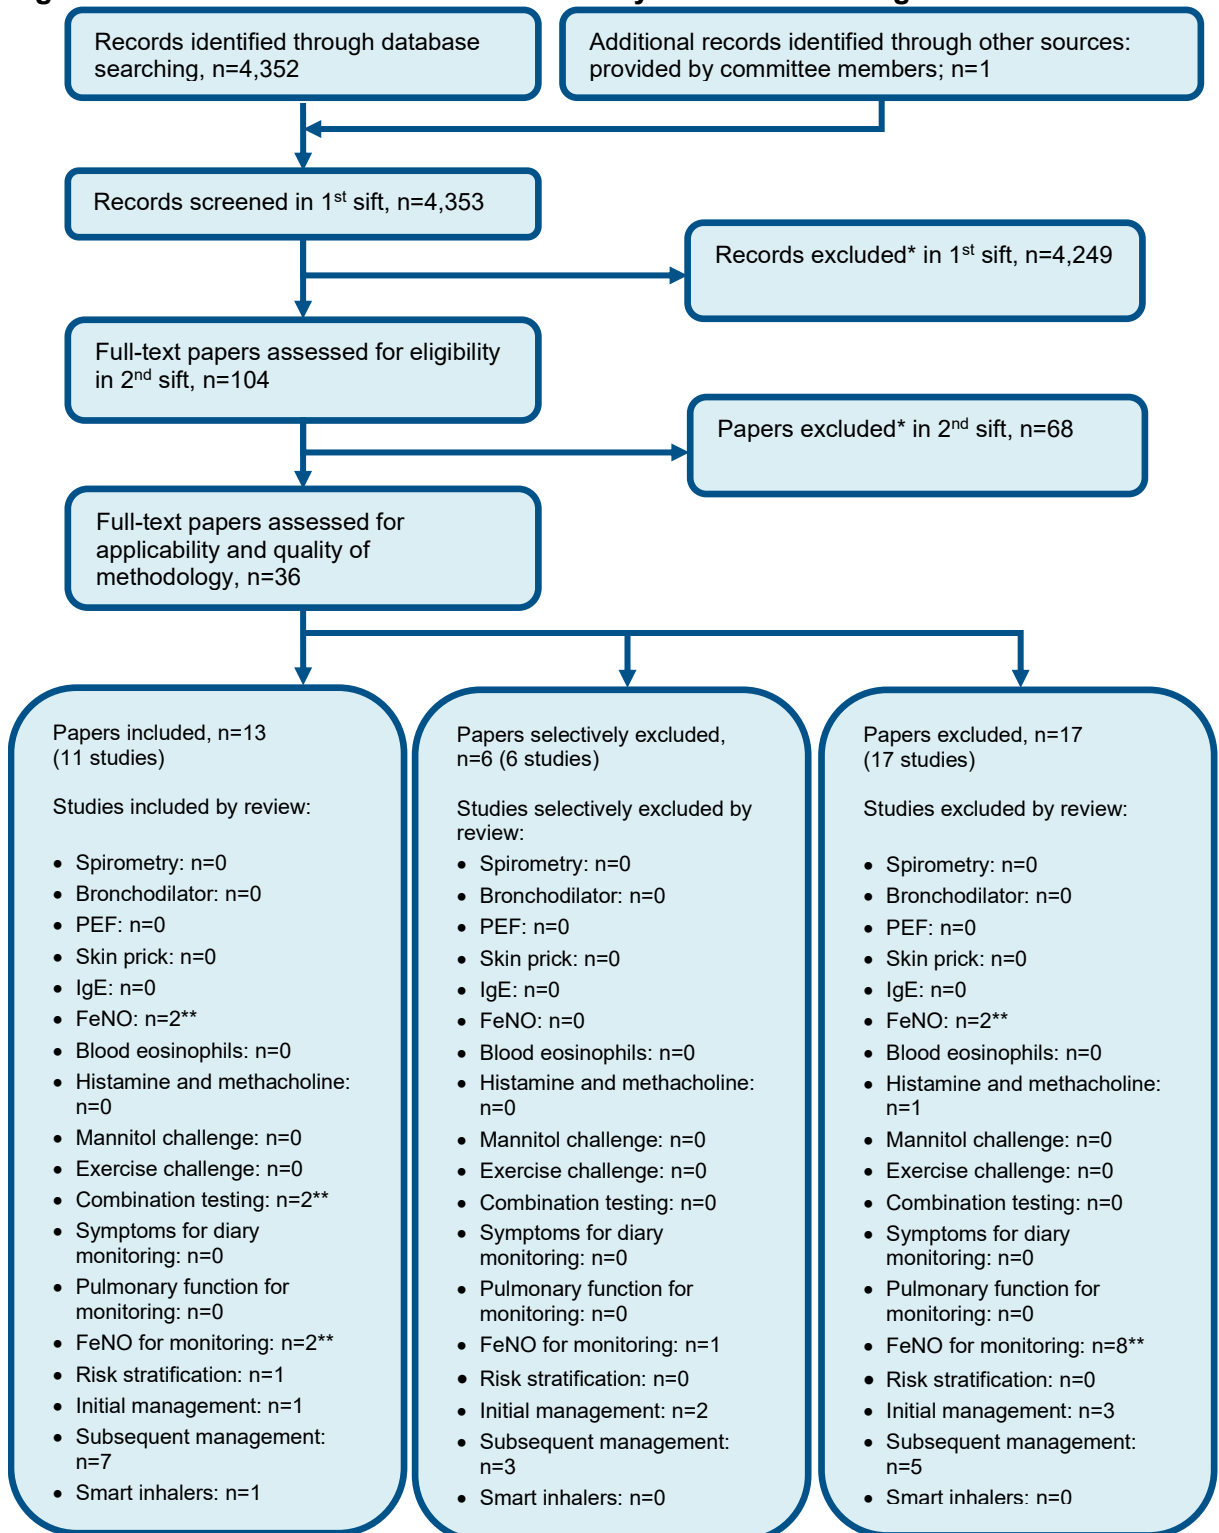 Records identified through database
searching, n=4,352
Additional records identified through other sources:
provided by committee members; n=1
Records screened in 1st sift, n=4,353
Records excluded* in 1st sift, n=4,249
Full-text papers assessed for eligibility
in 2nd sift, n=104
Papers excluded* in 2nd sift, n=68
Full-text papers assessed for
applicability and quality of
methodology, n=36
Papers included, n=13
(11 studies)
Studies included by review:
• Spirometry: n=0
• Bronchodilator: n=0
• PEF: n=0
• Skin prick: n=0
• IgE: n=0
• FeNO: n=2**
• Blood eosinophils: n=0
• Histamine and methacholine:
n=0
• Mannitol challenge: n=0
• Exercise challenge: n=0
• Combination testing: n=2**
• Symptoms for diary
monitoring: n=0
• Pulmonary function for
monitoring: n=0
• FeNO for monitoring: n=2**
• Risk stratification: n=1
• Initial management: n=1
• Subsequent management:
n=7
• Smart inhalers: n=1
Papers selectively excluded,
n=6 (6 studies)
Studies selectively excluded by
review:
• Spirometry: n=0
• Bronchodilator: n=0
• PEF: n=0
• Skin prick: n=0
• IgE: n=0
• FeNO: n=0
• Blood eosinophils: n=0
• Histamine and methacholine:
n=0
• Mannitol challenge: n=0
• Exercise challenge: n=0
• Combination testing: n=0
• Symptoms for diary
monitoring: n=0
• Pulmonary function for
monitoring: n=0
• FeNO for monitoring: n=1
• Risk stratification: n=0
• Initial management: n=2
• Subsequent management:
n=3
• Smart inhalers: n=0
Papers excluded, n=17
(17 studies)
Studies excluded by review:
• Spirometry: n=0
• Bronchodilator: n=0
• PEF: n=0
• Skin prick: n=0
• IgE: n=0
• FeNO: n=2**
• Blood eosinophils: n=0
• Histamine and methacholine:
n=1
• Mannitol challenge: n=0
• Exercise challenge: n=0
• Combination testing: n=0
• Symptoms for diary
monitoring: n=0
• Pulmonary function for
monitoring: n=0
• FeNO for monitoring: n=8**
• Risk stratification: n=0
• Initial management: n=3
• Subsequent management:
n=5
• Smart inhalers: n=0